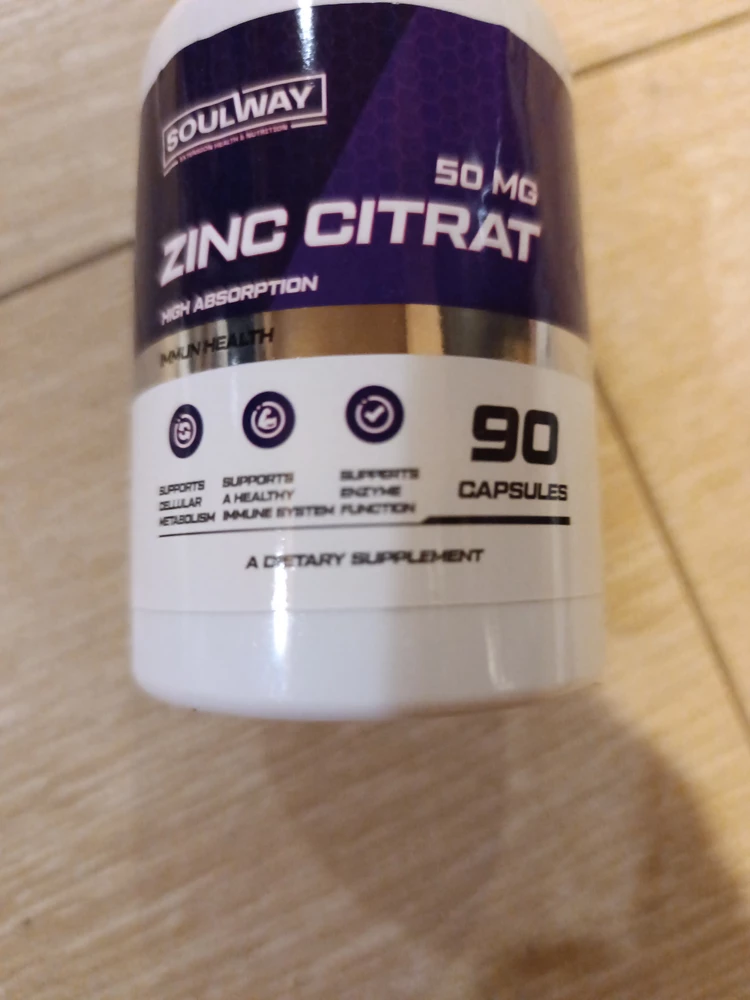 SOULWAY
50 MG
ZINC CITRAT
HIGH ABSORPTION
IMMUN HEALTH
SUPPORTS
CELLULAR
METABOLISM
SUPPORTS
A HEALTHY
IMMUNE SYSTEM
SUPPERTS
ENZYME
FUNCTION
90
CAPSULES
A DIETARY SUPPLEMENT